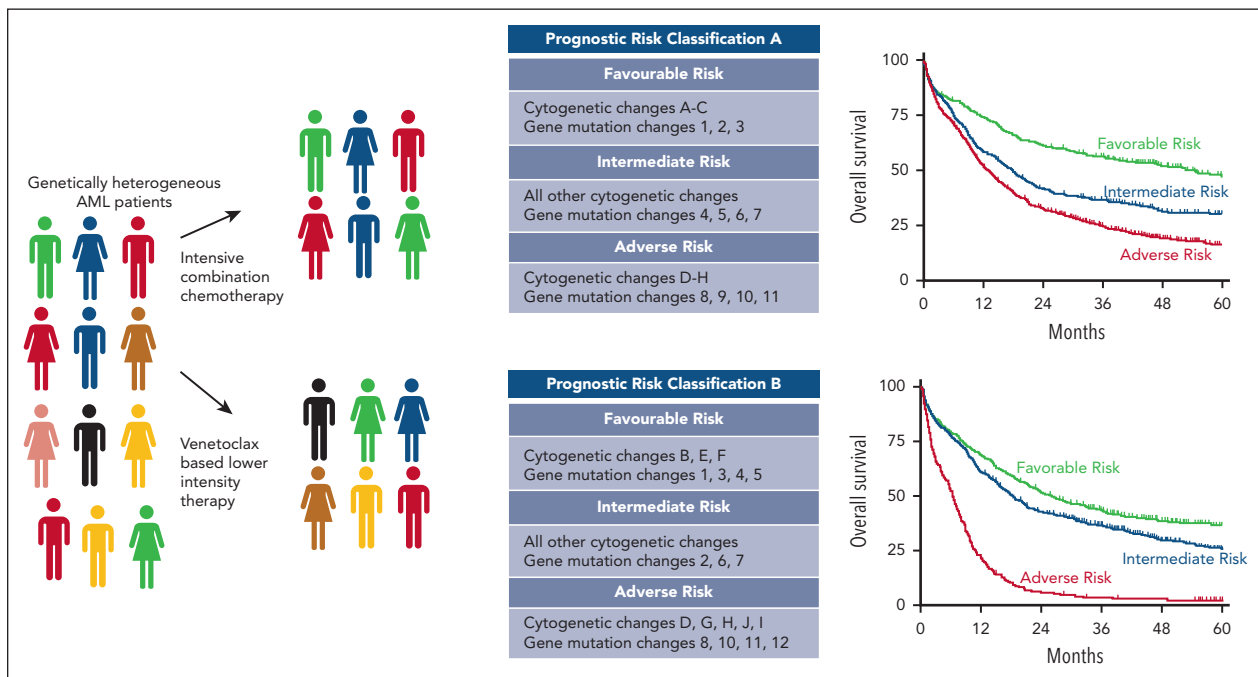 Genetically heterogeneous
AML patients
Intensive
combination
chemotherapy
Venetoclax
based lower
intensity
therapy
Prognostic Risk Classification A
Favourable Risk
Cytogenetic changes A-C
Gene mutation changes 1, 2, 3
Intermediate Risk
All other cytogenetic changes
Gene mutation changes 4, 5, 6, 7
Adverse Risk
Cytogenetic changes D-H
Gene mutation changes 8, 9, 10, 11
Overall survival
100
75
50
25
0
Favorable Risk
Intermediate Risk
Adverse Risk
0 12 24 36 48 60
Months
Prognostic Risk Classification B
Favourable Risk
Cytogenetic changes B, E, F
Gene mutation changes 1, 3, 4, 5
Intermediate Risk
All other cytogenetic changes
Gene mutation changes 2, 6, 7
Adverse Risk
Cytogenetic changes D, G, H, J, I
Gene mutation changes 8, 10, 11, 12
Overall survival
100
75
50
25
0
Favorable Risk
Intermediate Risk
Adverse Risk
0 12 24 36 48 60
Months